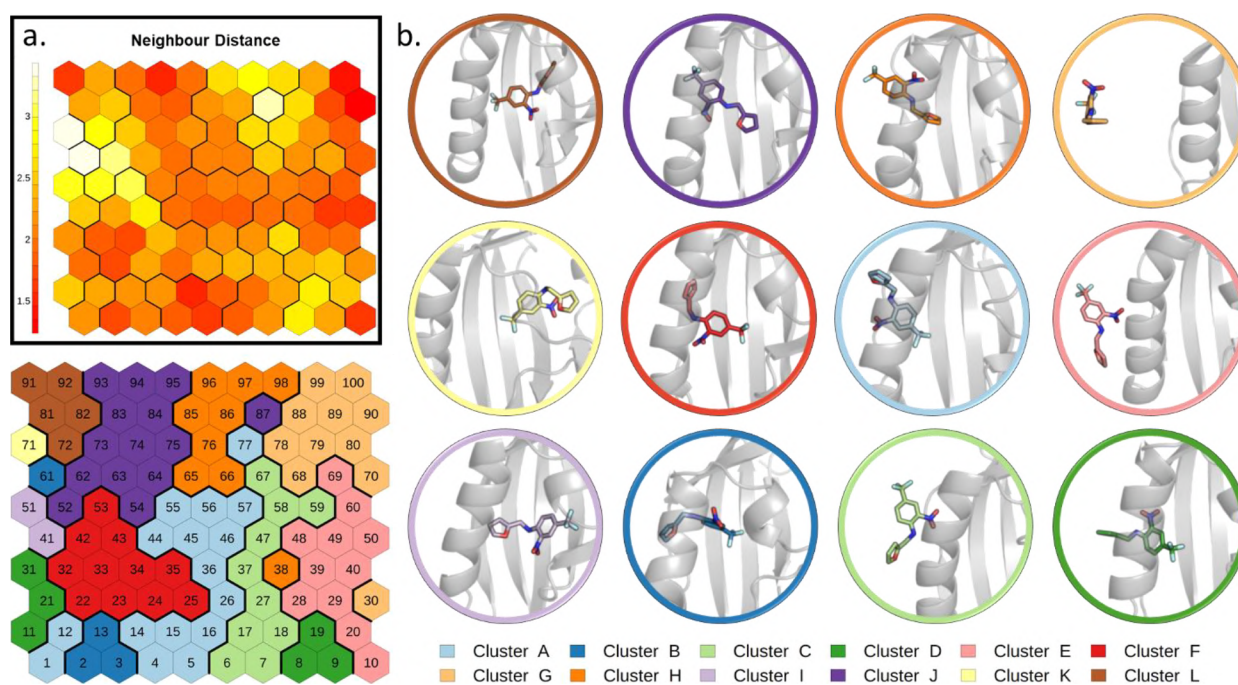 a.
Neighbour Distance
3
2.5
2
1.5
91 92 93 94 95 96 97 98 99 100
81 82 83 84 85 86 87 88 89 90
71 72 73 74 75 76 77 78 79 80
61 62 63 64 65 66 67 68 69 70
51 52 53 54 55 56 57 58 59 60
41 42 43 44 45 46 47 48 49 50
31 32 33 34 35 36 37 38 39 40
21 22 23 24 25 26 27 28 29 30
11 12 13 14 15 16 17 18 19 20
1 2 3 4 5 6 7 8 9 10
b.
Cluster A Cluster B Cluster C Cluster D Cluster E Cluster F
Cluster G Cluster H Cluster I Cluster J Cluster K Cluster L